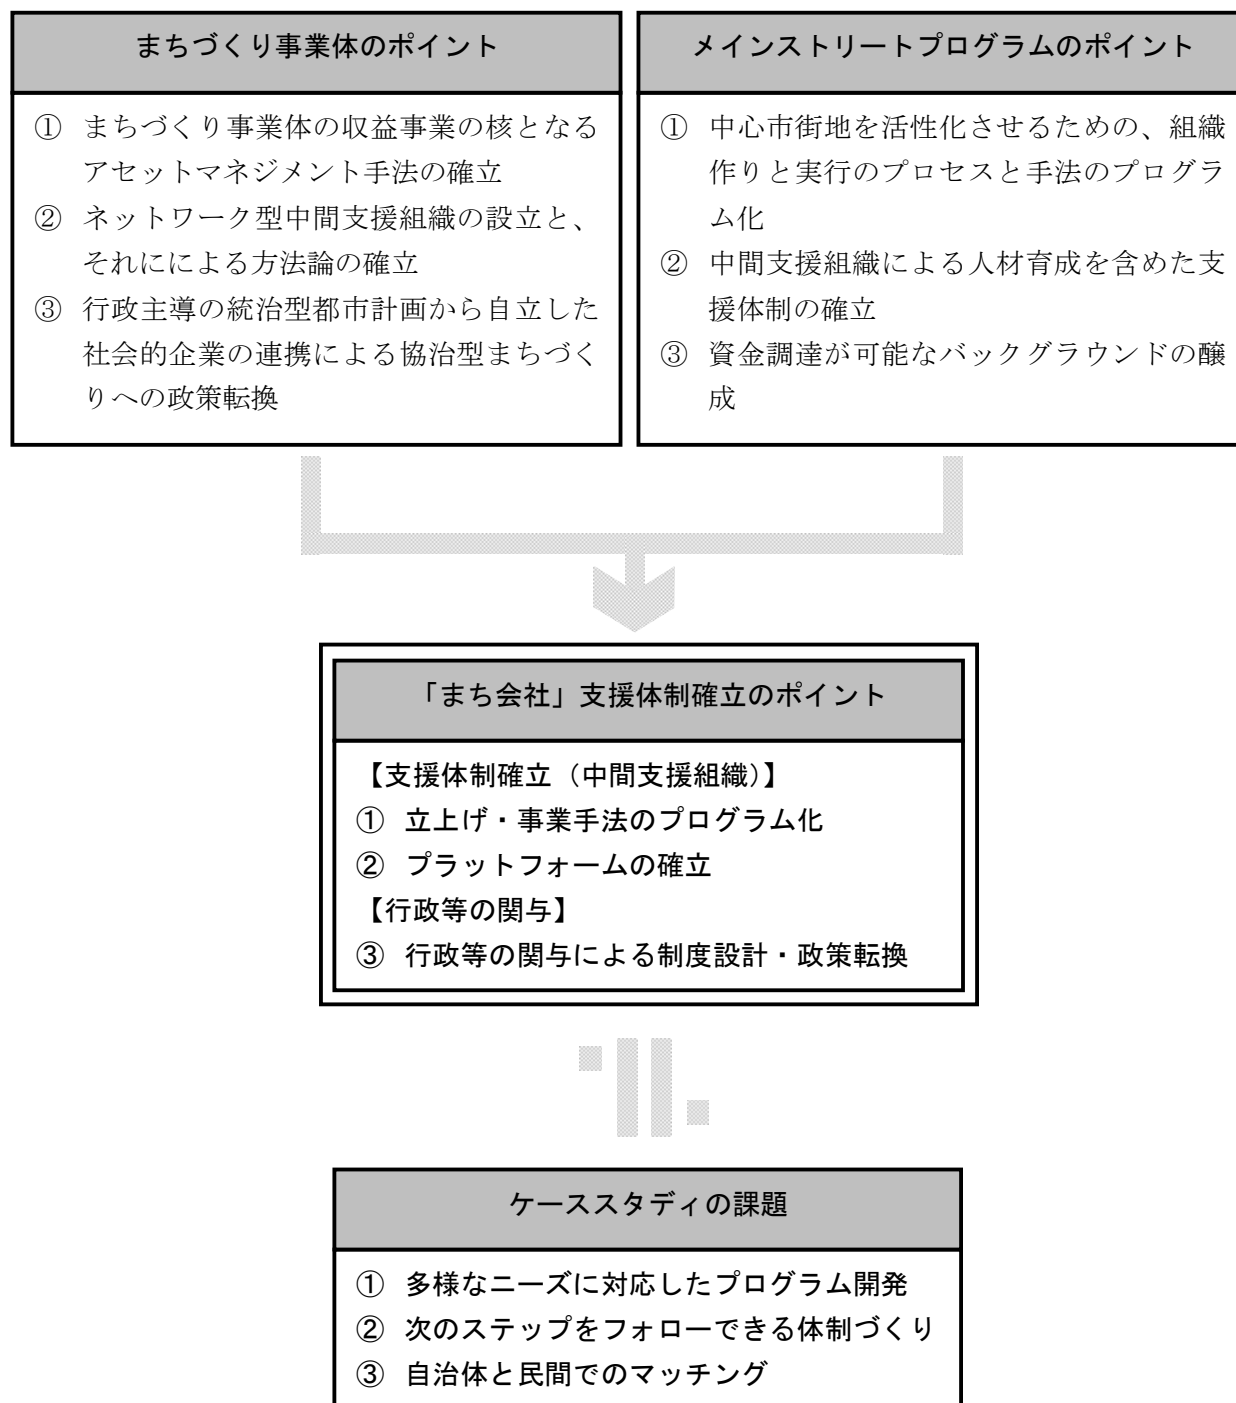 まちづくり事業体のポイント
① まちづくり事業体の収益事業の核となる
アセットマネジメント手法の確立
② ネットワーク型中間支援組織の設立と、
それにによる方法論の確立
③ 行政主導の統治型都市計画から自立した
社会的企業の連携による協治型まちづく
りへの政策転換
メインストリートプログラムのポイント
① 中心市街地を活性化させるための、組織
作りと実行のプロセスと手法のプログラ
ム化
② 中間支援組織による人材育成を含めた支
援体制の確立
③ 資金調達が可能なバックグラウンドの醸
成
「まち会社」支援体制確立のポイント
【支援体制確立（中間支援組織）】
① 立上げ・事業手法のプログラム化
② プラットフォームの確立
【行政等の関与】
③ 行政等の関与による制度設計・政策転換
ケーススタディの課題
① 多様なニーズに対応したプログラム開発
② 次のステップをフォローできる体制づくり
③ 自治体と民間でのマッチング